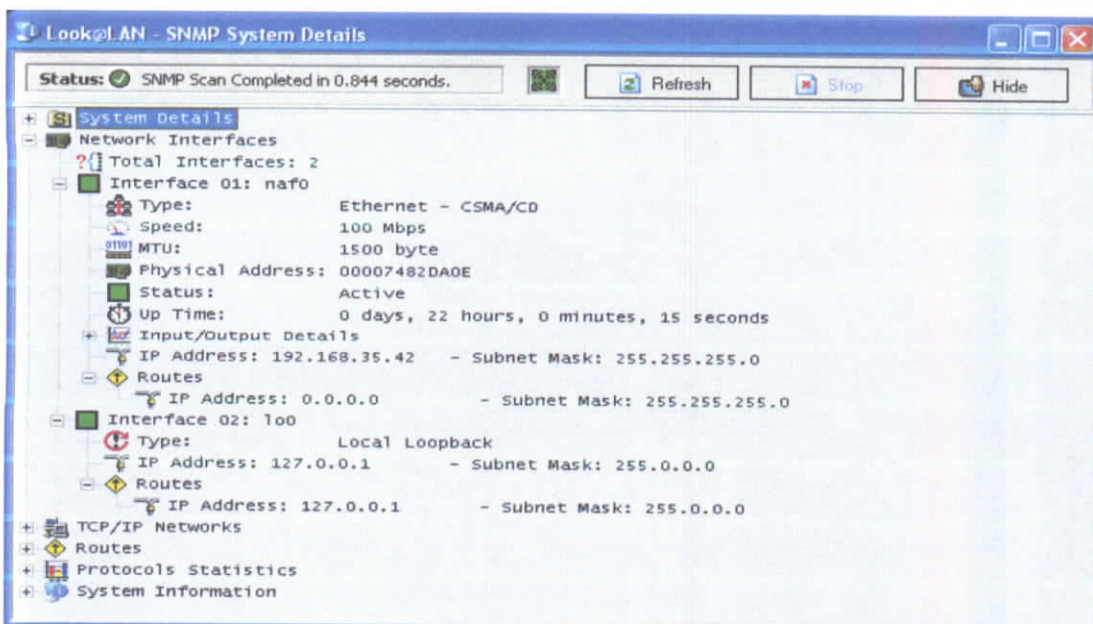 Look@LAN - SNMP System Details
Status: SNMP Scan Completed in 0.844 seconds. Refresh Stop Hide
System Details
Network Interfaces
Total Interfaces: 2
Interface 01: naf0
Type: Ethernet - CSMA/CD
Speed: 100 Mbps
MTU: 1500 byte
Physical Address: 00007482DA0E
Status: Active
Up Time: 0 days, 22 hours, 0 minutes, 15 seconds
Input/Output Details
IP Address: 192.168.35.42 - Subnet Mask: 255.255.255.0
Routes
IP Address: 0.0.0.0 - Subnet Mask: 255.255.255.0
Interface 02: lo0
Type: Local Loopback
IP Address: 127.0.0.1 - Subnet Mask: 255.0.0.0
Routes
IP Address: 127.0.0.1 - Subnet Mask: 255.0.0.0
TCP/IP Networks
Routes
Protocols Statistics
System Information